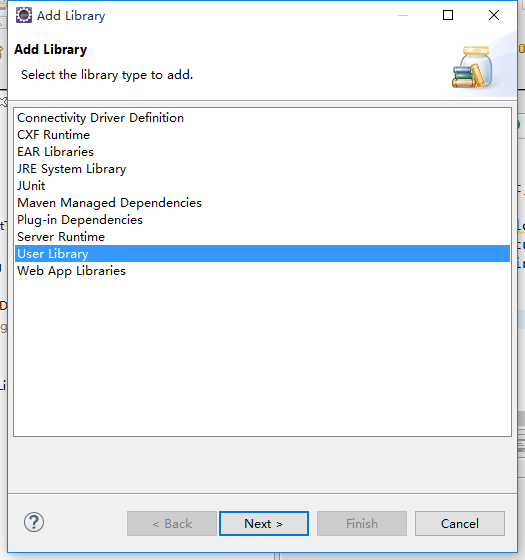 Add Library
Add Library
Select the library type to add.
Connectivity Driver Definition
CXF Runtime
EAR Libraries
JRE System Library
JUnit
Maven Managed Dependencies
Plug-in Dependencies
Server Runtime
User Library
Web App Libraries
?
< Back
Next >
Finish
Cancel